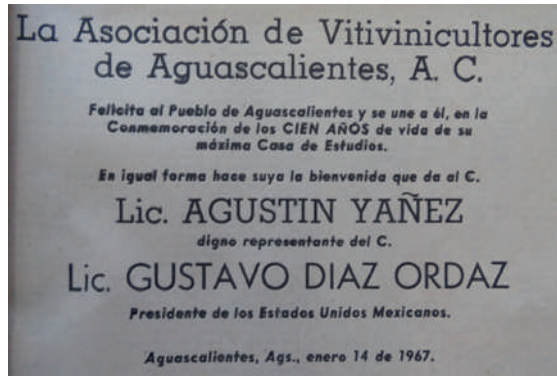 La Asociación de Vitivinicultores
de Aguascalientes, A. C.
Felicita al Pueblo de Aguascalientes y se une a él, en la
Conmemoración de los CIEN AÑOS de vida de su
máxima Casa de Estudios.
En igual forma hace suya la bienvenida que da al C.
Lic. AGUSTIN YAÑEZ
digno representante del C.
Lic. GUSTAVO DIAZ ORDAZ
Presidente de los Estados Unidos Mexicanos.
Aguascalientes, Ags., enero 14 de 1967.